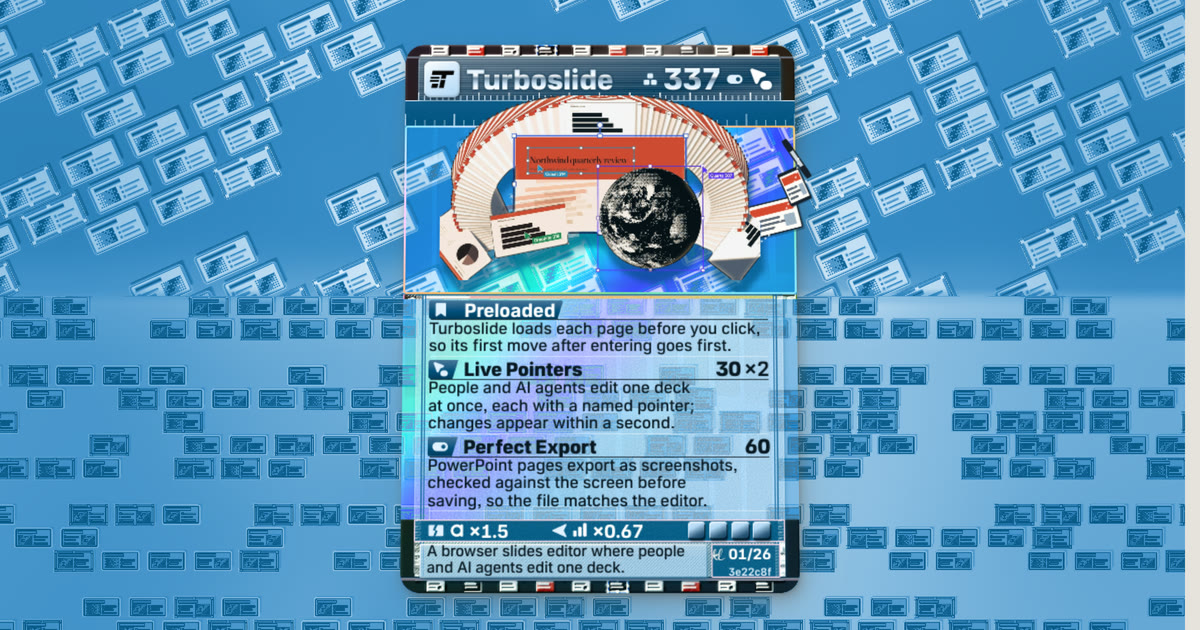 Turboslide
337
Northwind quarterly review
Preloaded
Turboslide loads each page before you click,
so its first move after entering goes first.
Live Pointers 30 ×2
People and AI agents edit one deck
at once, each with a named pointer;
changes appear within a second.
Perfect Export 60
PowerPoint pages export as screenshots,
checked against the screen before
saving, so the file matches the editor.
×1.5 ×0.67
A browser slides editor where people
and AI agents edit one deck.
01/26
3e22c8f